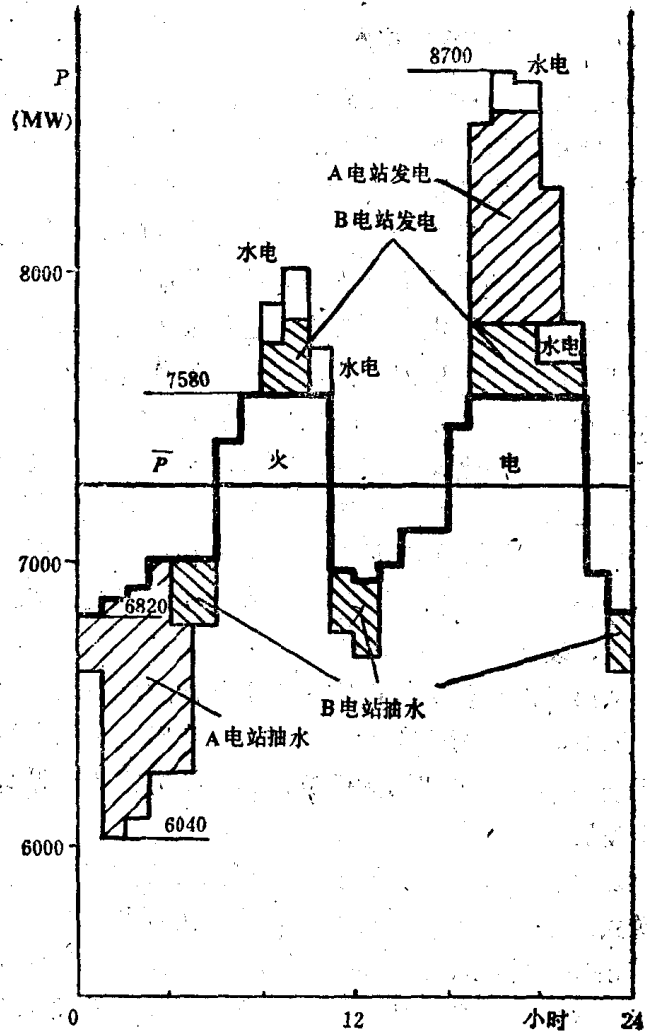 8700
水电
P
(MW)
A电站发电
B电站发电
水电
8000
水电
水电
7580
P
火
电
7000
6820
B电站抽水
A电站抽水
6040
6000
0
12
小时
24